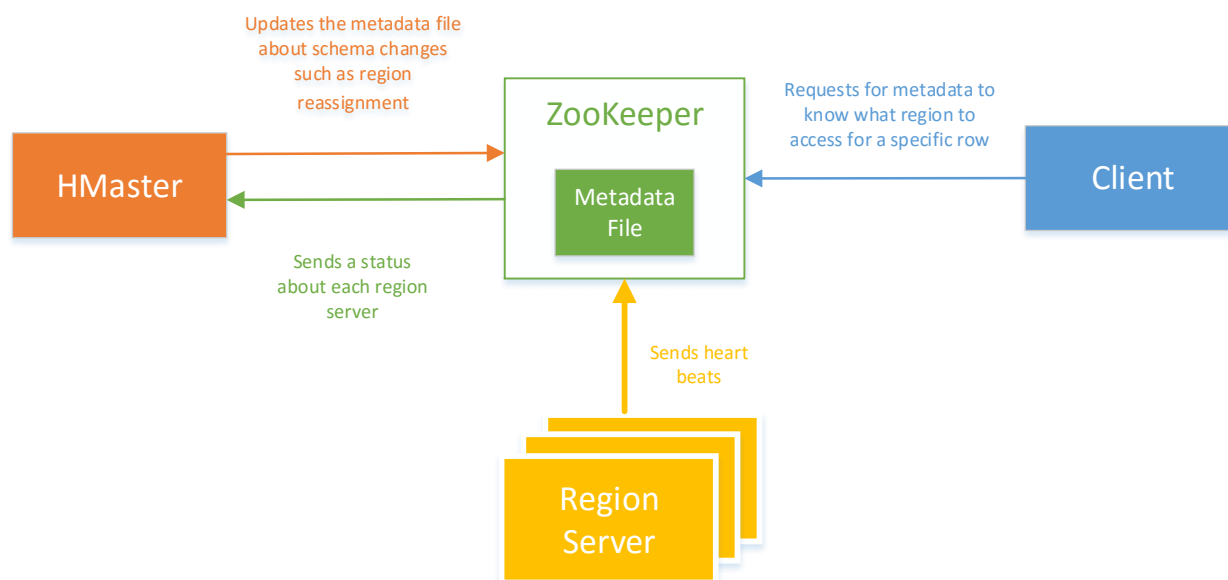 Updates the metadata file
about schema changes
such as region
reassignment
ZooKeeper
Requests for metadata to
know what region to
access for a specific row
HMaster
Metadata
File
Client
Sends a status
about each region
server
Sends heart
beats
Region
Server